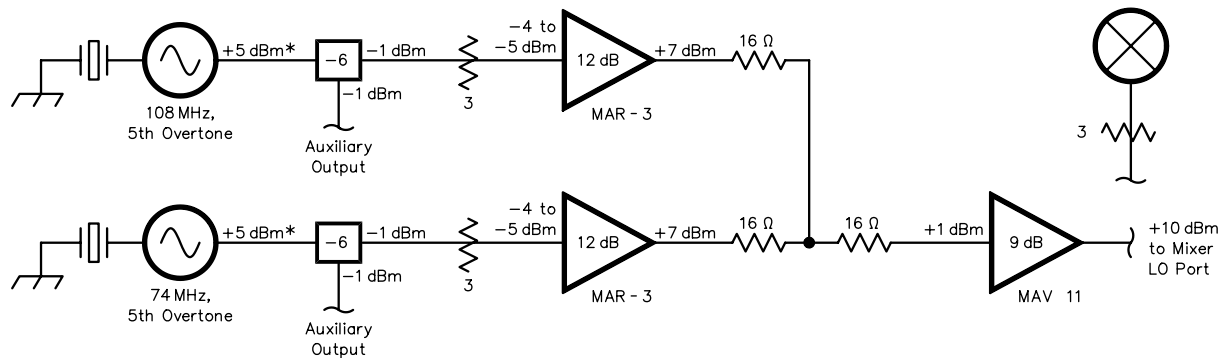 −4 to
+5 dBm*
−6
−1 dBm
−5 dBm
12 dB
+7 dBm
16 Ω
3
MAR - 3
−1 dBm
108 MHz,
5th Overtone
Auxiliary
Output
3
−4 to
+5 dBm*
−6
−1 dBm
−5 dBm
12 dB
+7 dBm
16 Ω
16 Ω
+1 dBm
9 dB
+10 dBm
to Mixer
LO Port
3
MAR - 3
MAV 11
−1 dBm
74 MHz,
5th Overtone
Auxiliary
Output